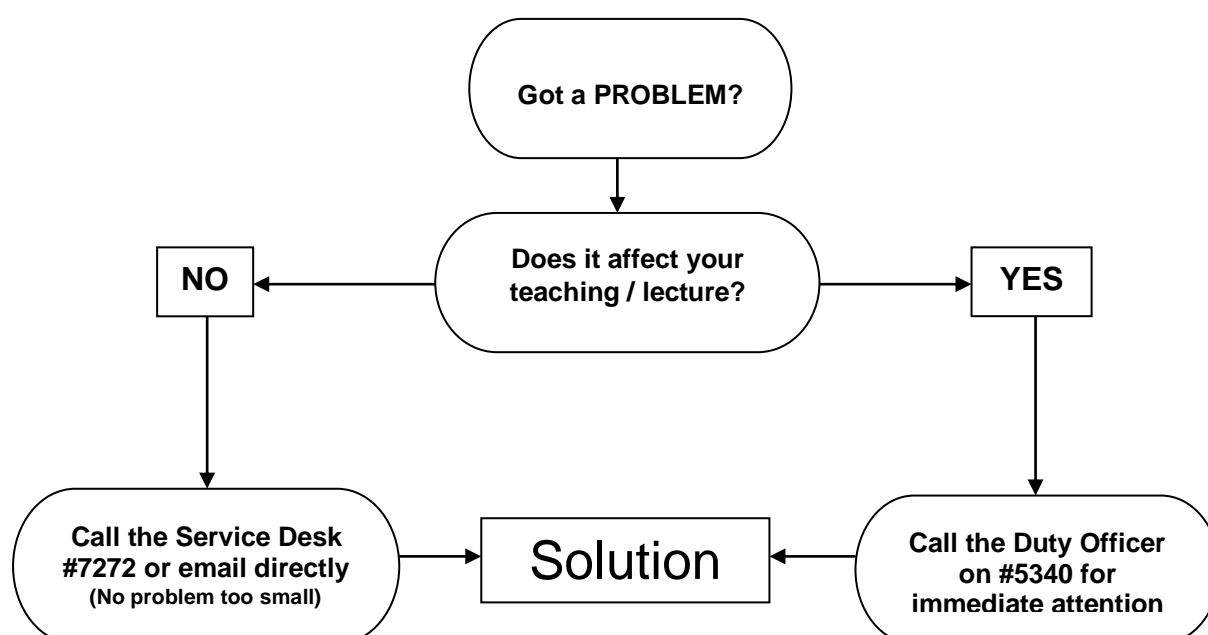 Got a PROBLEM?
Does it affect your
teaching / lecture?
NO
YES
Call the Service Desk
#7272 or email directly
(No problem too small)
Solution
Call the Duty Officer
on #5340 for
immediate attention